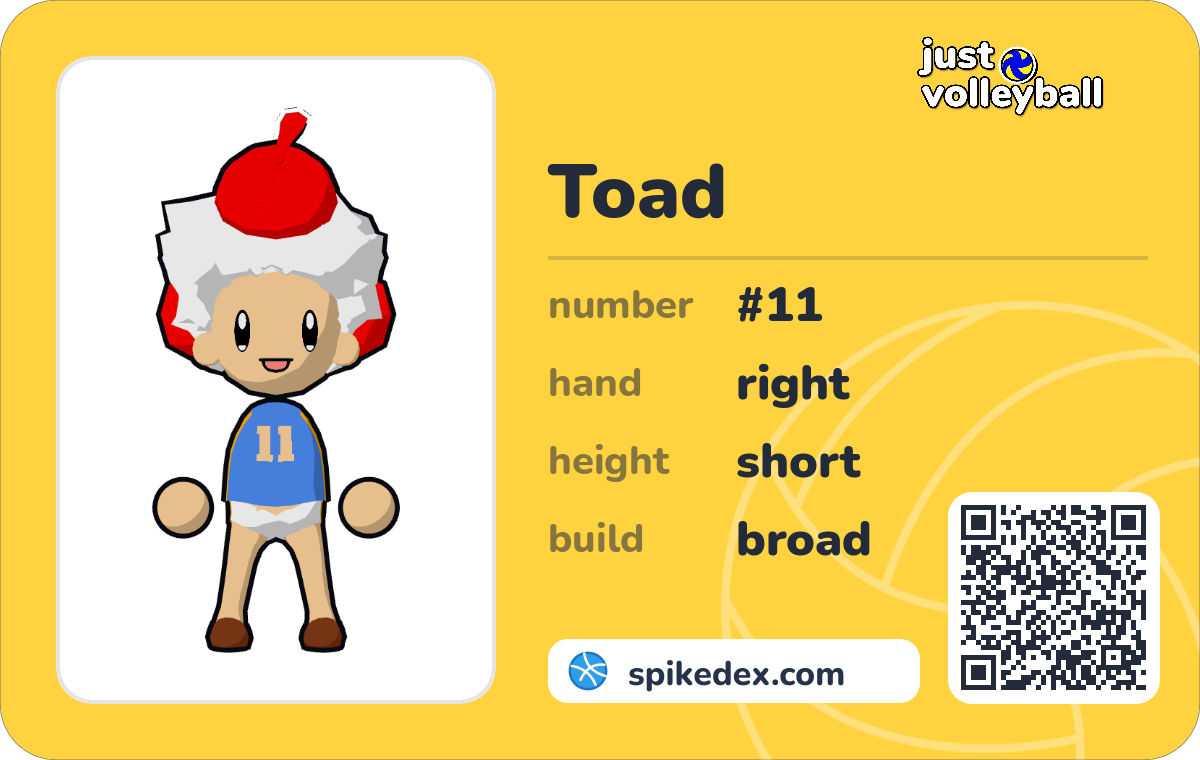 just
volleyball
Toad
number #11
hand right
height short
build broad
11
spikedex.com